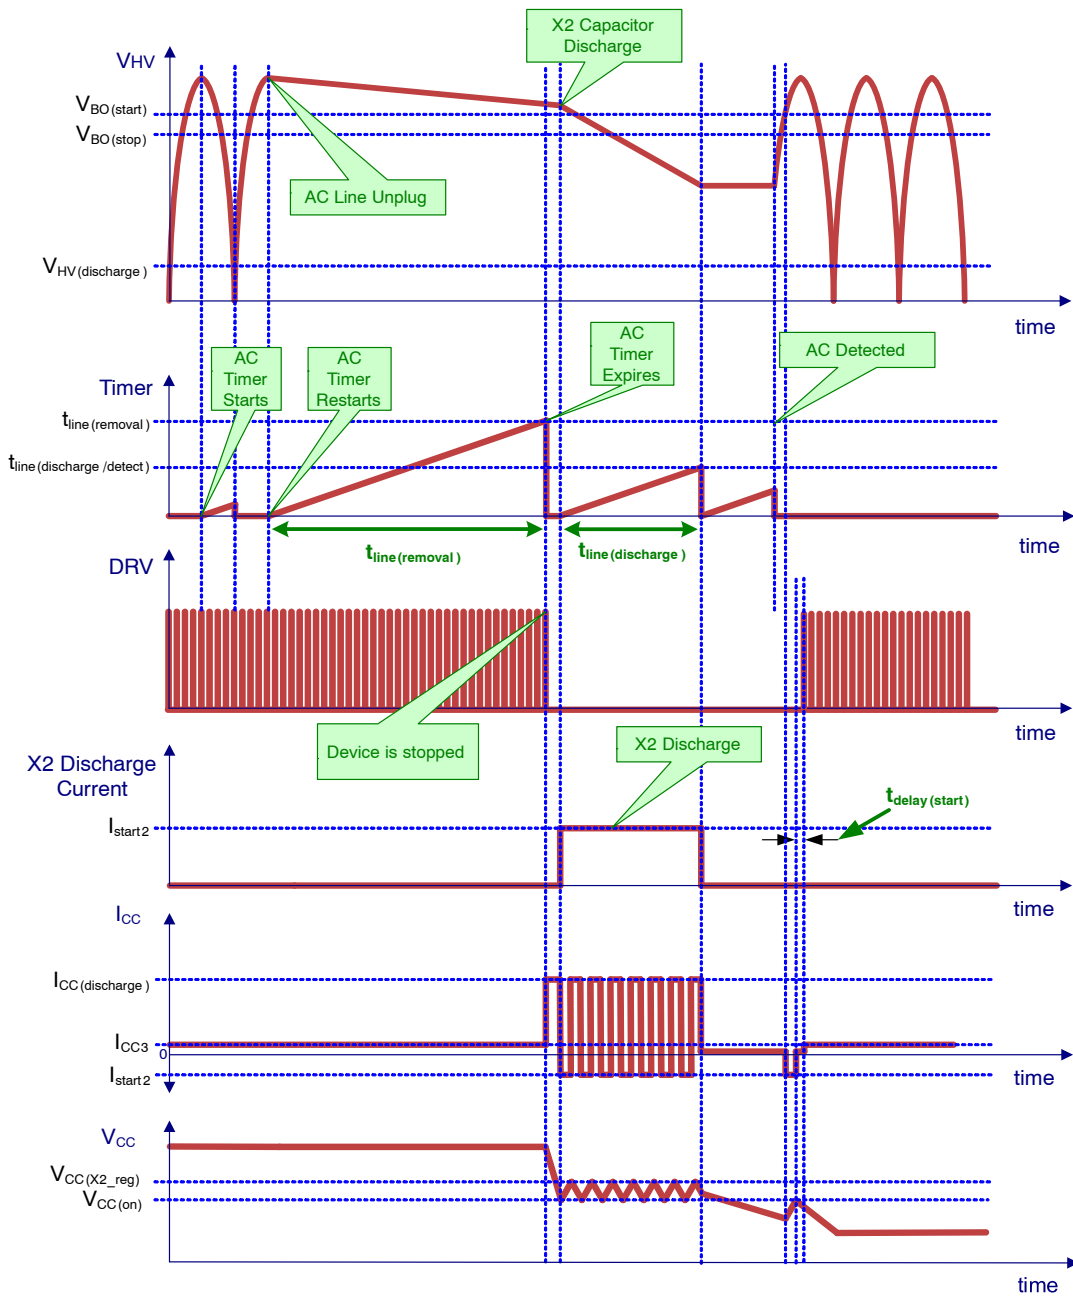 X2 Capacitor
Discharge
VHV
VBO(start)
VBO(stop)
AC Line Unplug
VHV(discharge)
time
AC
Timer
Starts
AC
Timer
Restarts
AC
Timer
Expires
AC Detected
Timer
tline(removal)
tline(discharge/detect)
tline(removal)
tline(discharge)
time
DRV
Device is stopped
time
X2 Discharge
X2 Discharge
Current
tdelay(start)
Istart2
time
ICC
ICC(discharge)
ICC3
0
Istart2
time
VCC
VCC(X2_reg)
VCC(on)
time